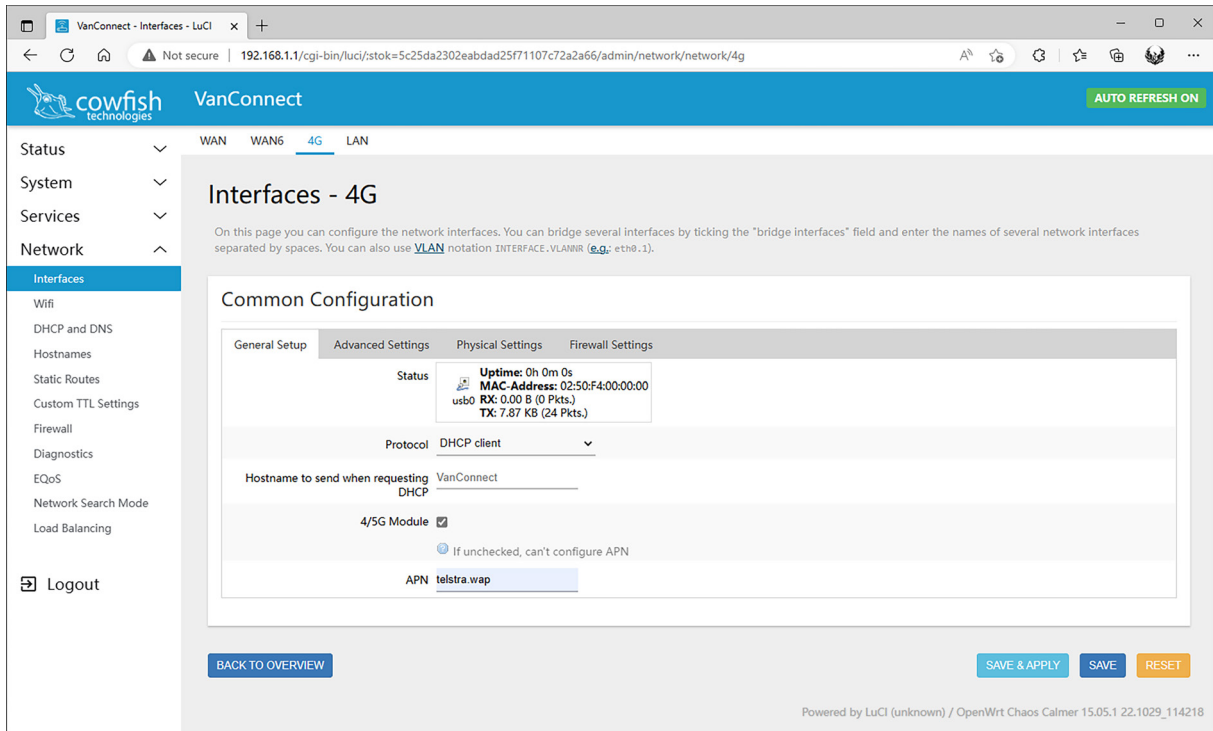 VanConnect - Interfaces - LuCI
Not secure 192.168.1.1/cgi-bin/luci/;stok=5c25da2302eabdad25f71107c72a2a66/admin/network/network/4g
cowfish
technologies
VanConnect
AUTO REFRESH ON
WAN WAN6 4G LAN
Status
System
Services
Network
Interfaces
Wifi
DHCP and DNS
Hostnames
Static Routes
Custom TTL Settings
Firewall
Diagnostics
EQoS
Network Search Mode
Load Balancing
Logout
Interfaces - 4G
On this page you can configure the network interfaces. You can bridge several interfaces by ticking the "bridge interfaces" field and enter the names of several network interfaces
separated by spaces. You can also use VLAN notation INTERFACE.VLANNR (e.g.: eth0.1).
Common Configuration
General Setup Advanced Settings Physical Settings Firewall Settings
Status
usb0
Uptime: 0h 0m 0s
MAC-Address: 02:50:F4:00:00:00
RX: 0.00 B (0 Pkts.)
TX: 7.87 KB (24 Pkts.)
Protocol DHCP client
Hostname to send when requesting
DHCP
VanConnect
4/5G Module
If unchecked, can't configure APN
APN telstra.wap
BACK TO OVERVIEW SAVE & APPLY SAVE RESET
Powered by LuCI (unknown) / OpenWrt Chaos Calmer 15.05.1 22.1029_114218